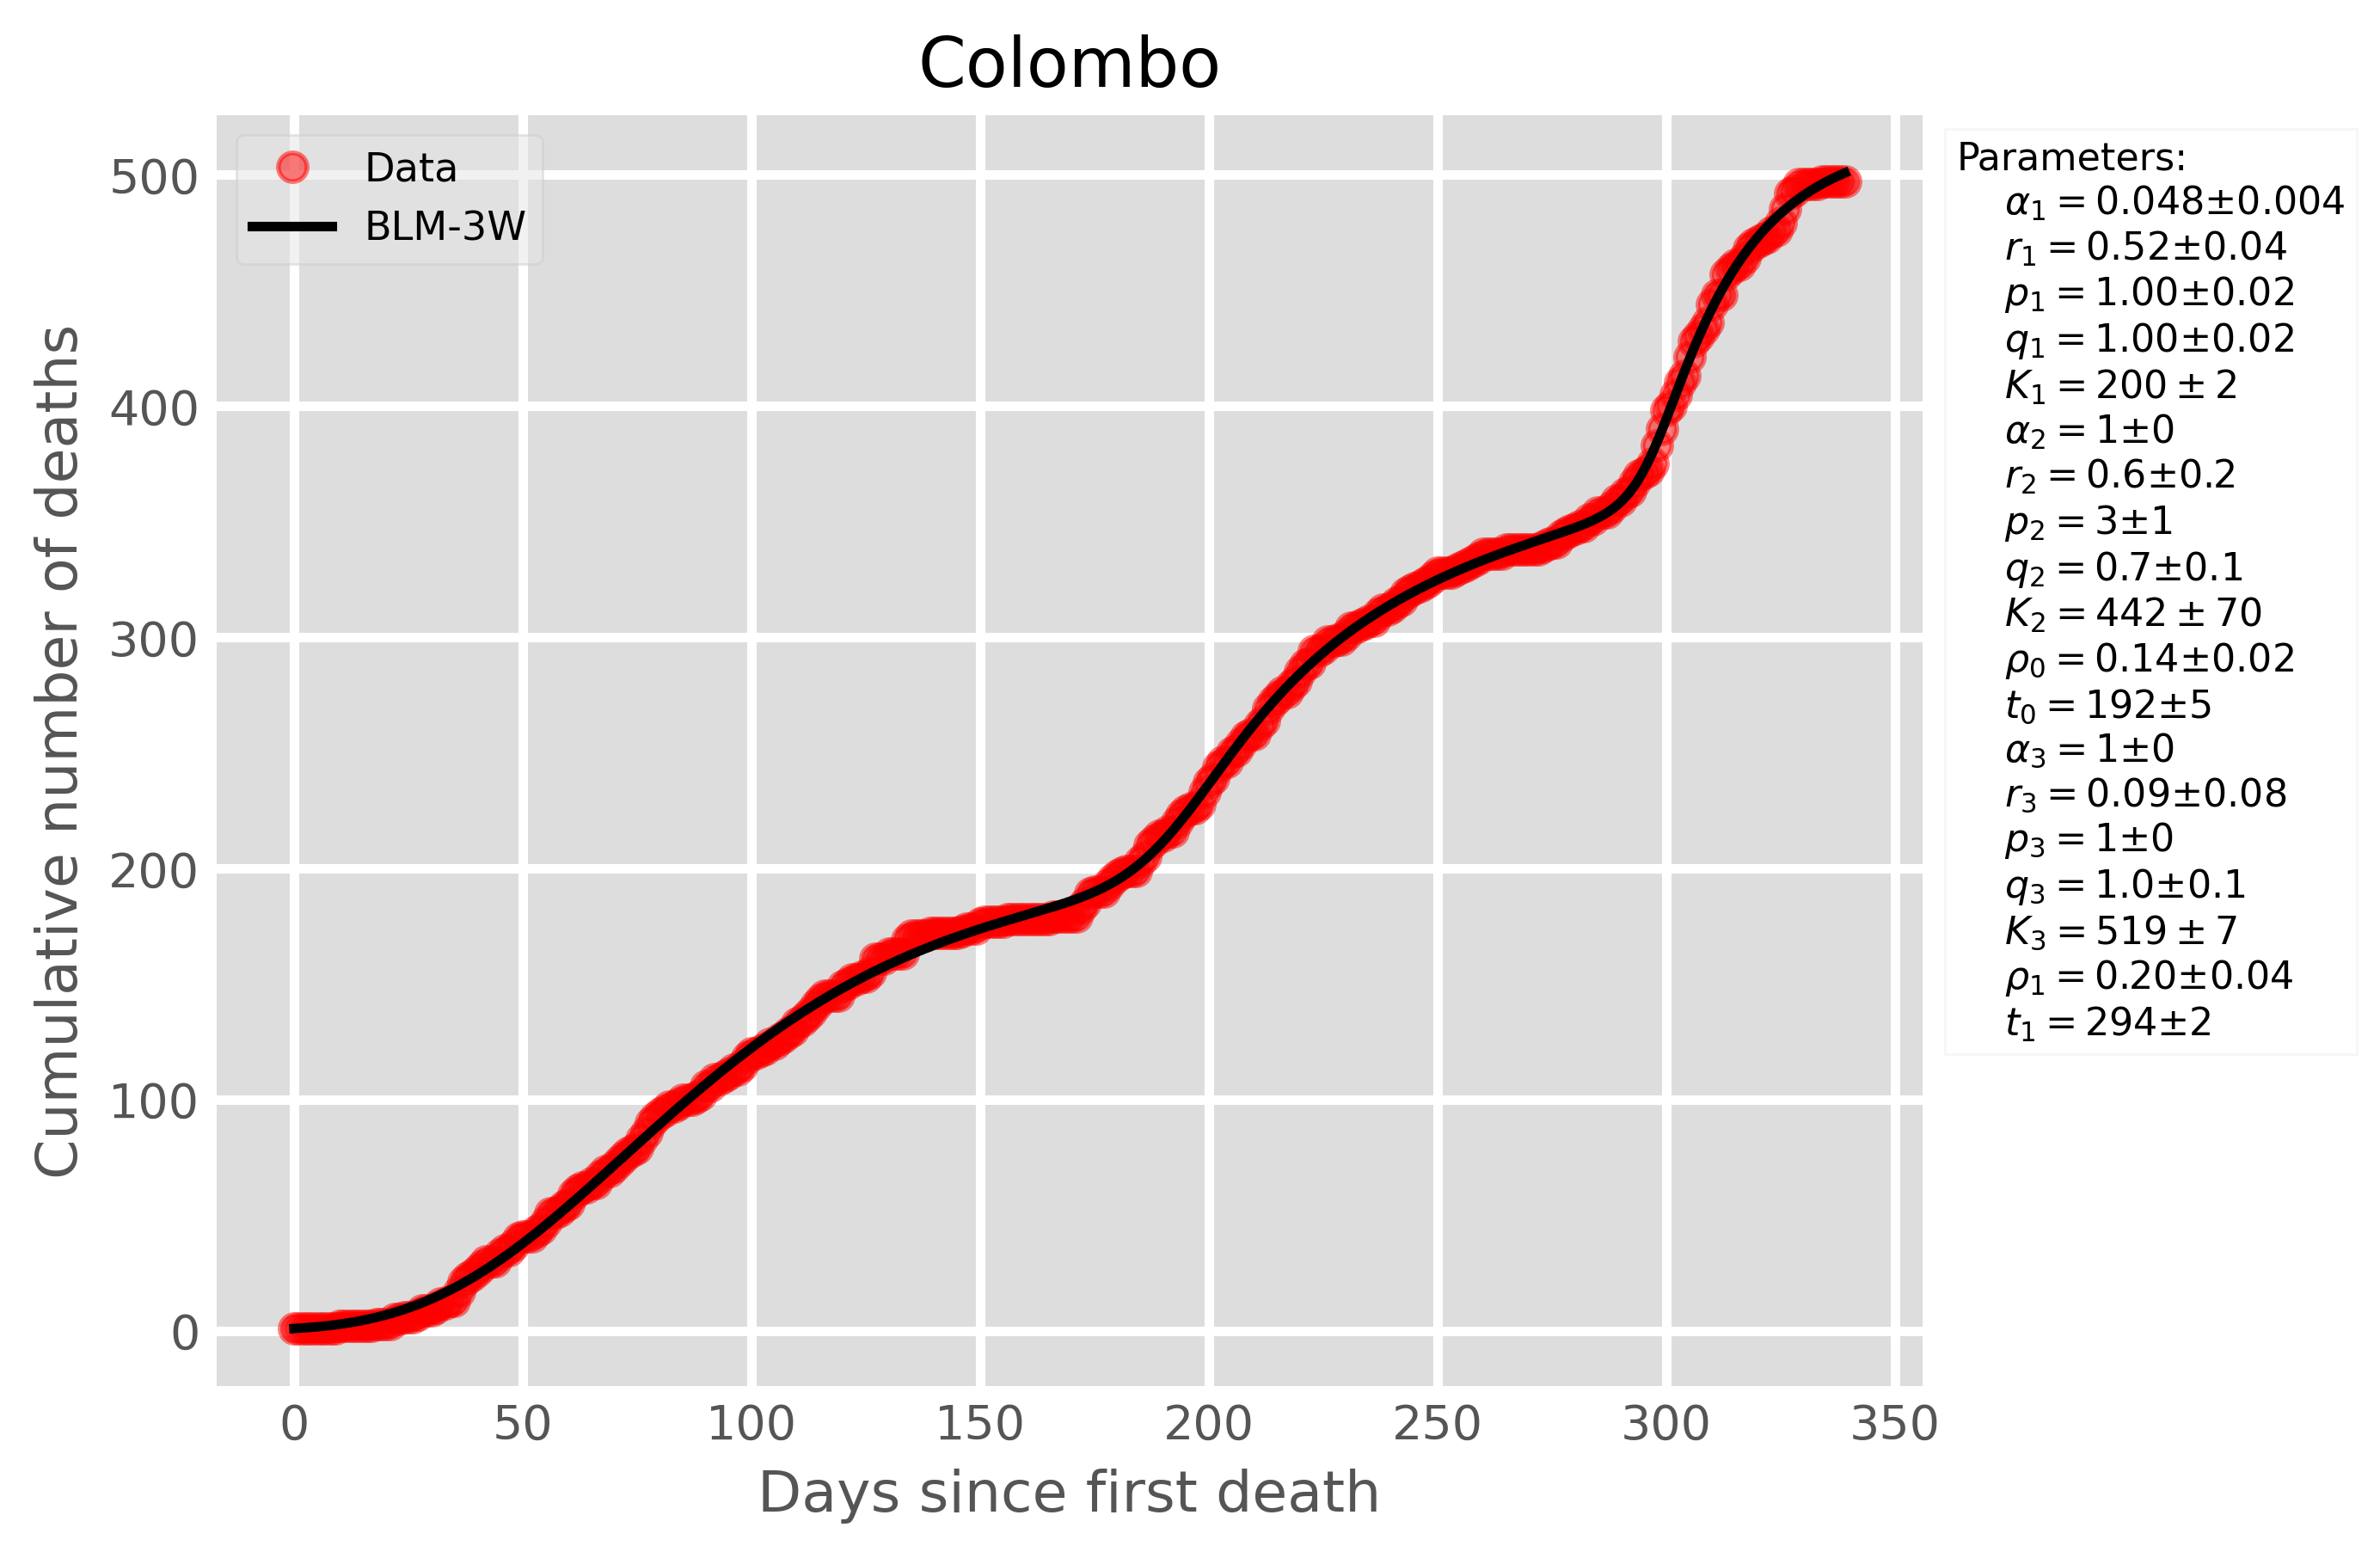 Colombo
Data
BLM-3W
Cumulative number of deaths
500
400
300
200
100
0
0 50 100 150 200 250 300 350
Days since first death
Parameters:
α₁ = 0.048±0.004
r₁ = 0.52±0.04
p₁ = 1.00±0.02
q₁ = 1.00±0.02
K₁ = 200 ± 2
α₂ = 1±0
r₂ = 0.6±0.2
p₂ = 3±1
q₂ = 0.7±0.1
K₂ = 442 ± 70
ρ₀ = 0.14±0.02
t₀ = 192±5
α₃ = 1±0
r₃ = 0.09±0.08
p₃ = 1±0
q₃ = 1.0±0.1
K₃ = 519 ± 7
ρ₁ = 0.20±0.04
t₁ = 294±2